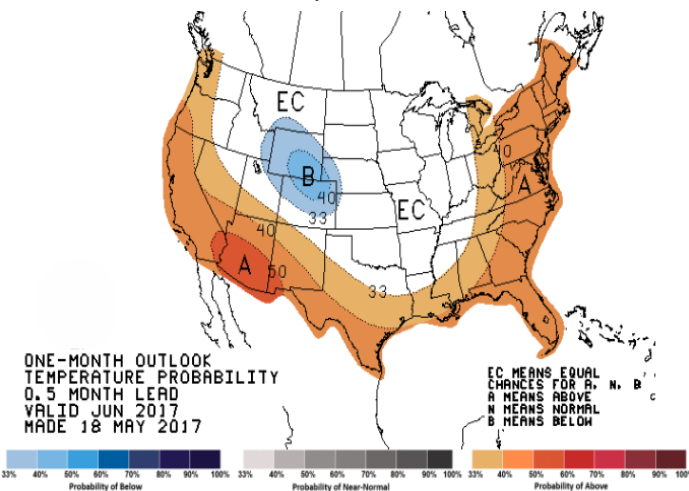 EC
B
40
33
EC
40
A
A
50
33
ONE-MONTH OUTLOOK
TEMPERATURE PROBABILITY
0.5 MONTH LEAD
VALID JUN 2017
MADE 18 MAY 2017
EC MEANS EQUAL
CHANCES FOR A, N, B
A MEANS ABOVE
N MEANS NORMAL
B MEANS BELOW
33% 40% 50% 60% 70% 80% 90% 100%
Probability of Below
33% 40% 50% 60% 70% 80% 90% 100%
Probability of Near-Normal
33% 40% 50% 60% 70% 80% 90% 100%
Probability of Above